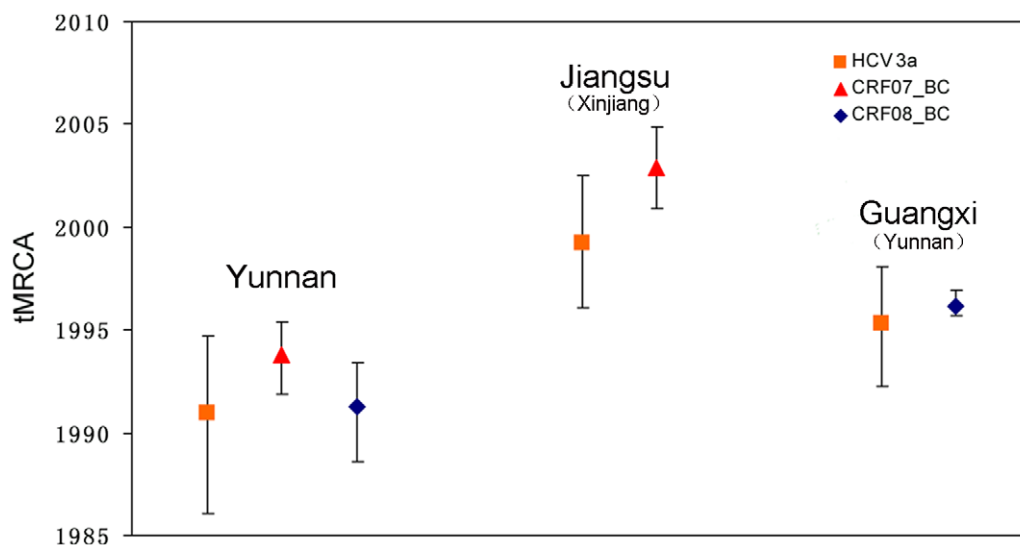 2010
2005
2000
1995
1990
1985
tMRCA
Yunnan
Jiangsu
（Xinjiang）
Guangxi
（Yunnan）
HCV 3a
CRF07_BC
CRF08_BC